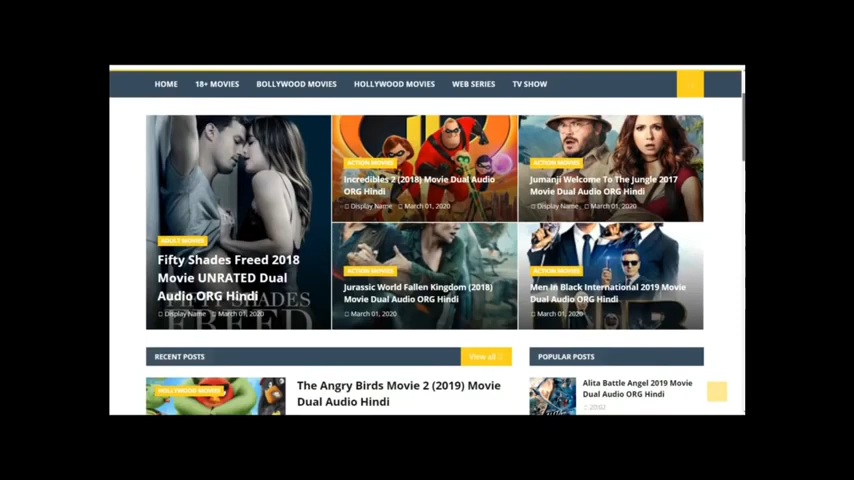 HOME 18+ MOVIES BOLLYWOOD MOVIES HOLLYWOOD MOVIES WEB SERIES TV SHOW
ADULT MOVIES
Fifty Shades Freed 2018
Movie UNRATED Dual
Audio ORG Hindi
Display Name March 01, 2020
FIFTY SHADES
FREED
ACTION MOVIES
Incredibles 2 (2018) Movie Dual Audio
ORG Hindi
Display Name March 01, 2020
ACTION MOVIES
Jumanji Welcome To The Jungle 2017
Movie Dual Audio ORG Hindi
Display Name March 01, 2020
ACTION MOVIES
Jurassic World Fallen Kingdom (2018)
Movie Dual Audio ORG Hindi
March 01, 2020
ACTION MOVIES
Men In Black International 2019 Movie
Dual Audio ORG Hindi
March 01, 2020
RECENT POSTS View all
HOLLYWOOD MOVIES
The Angry Birds Movie 2 (2019) Movie
Dual Audio Hindi
POPULAR POSTS
Alita Battle Angel 2019 Movie
Dual Audio ORG Hindi